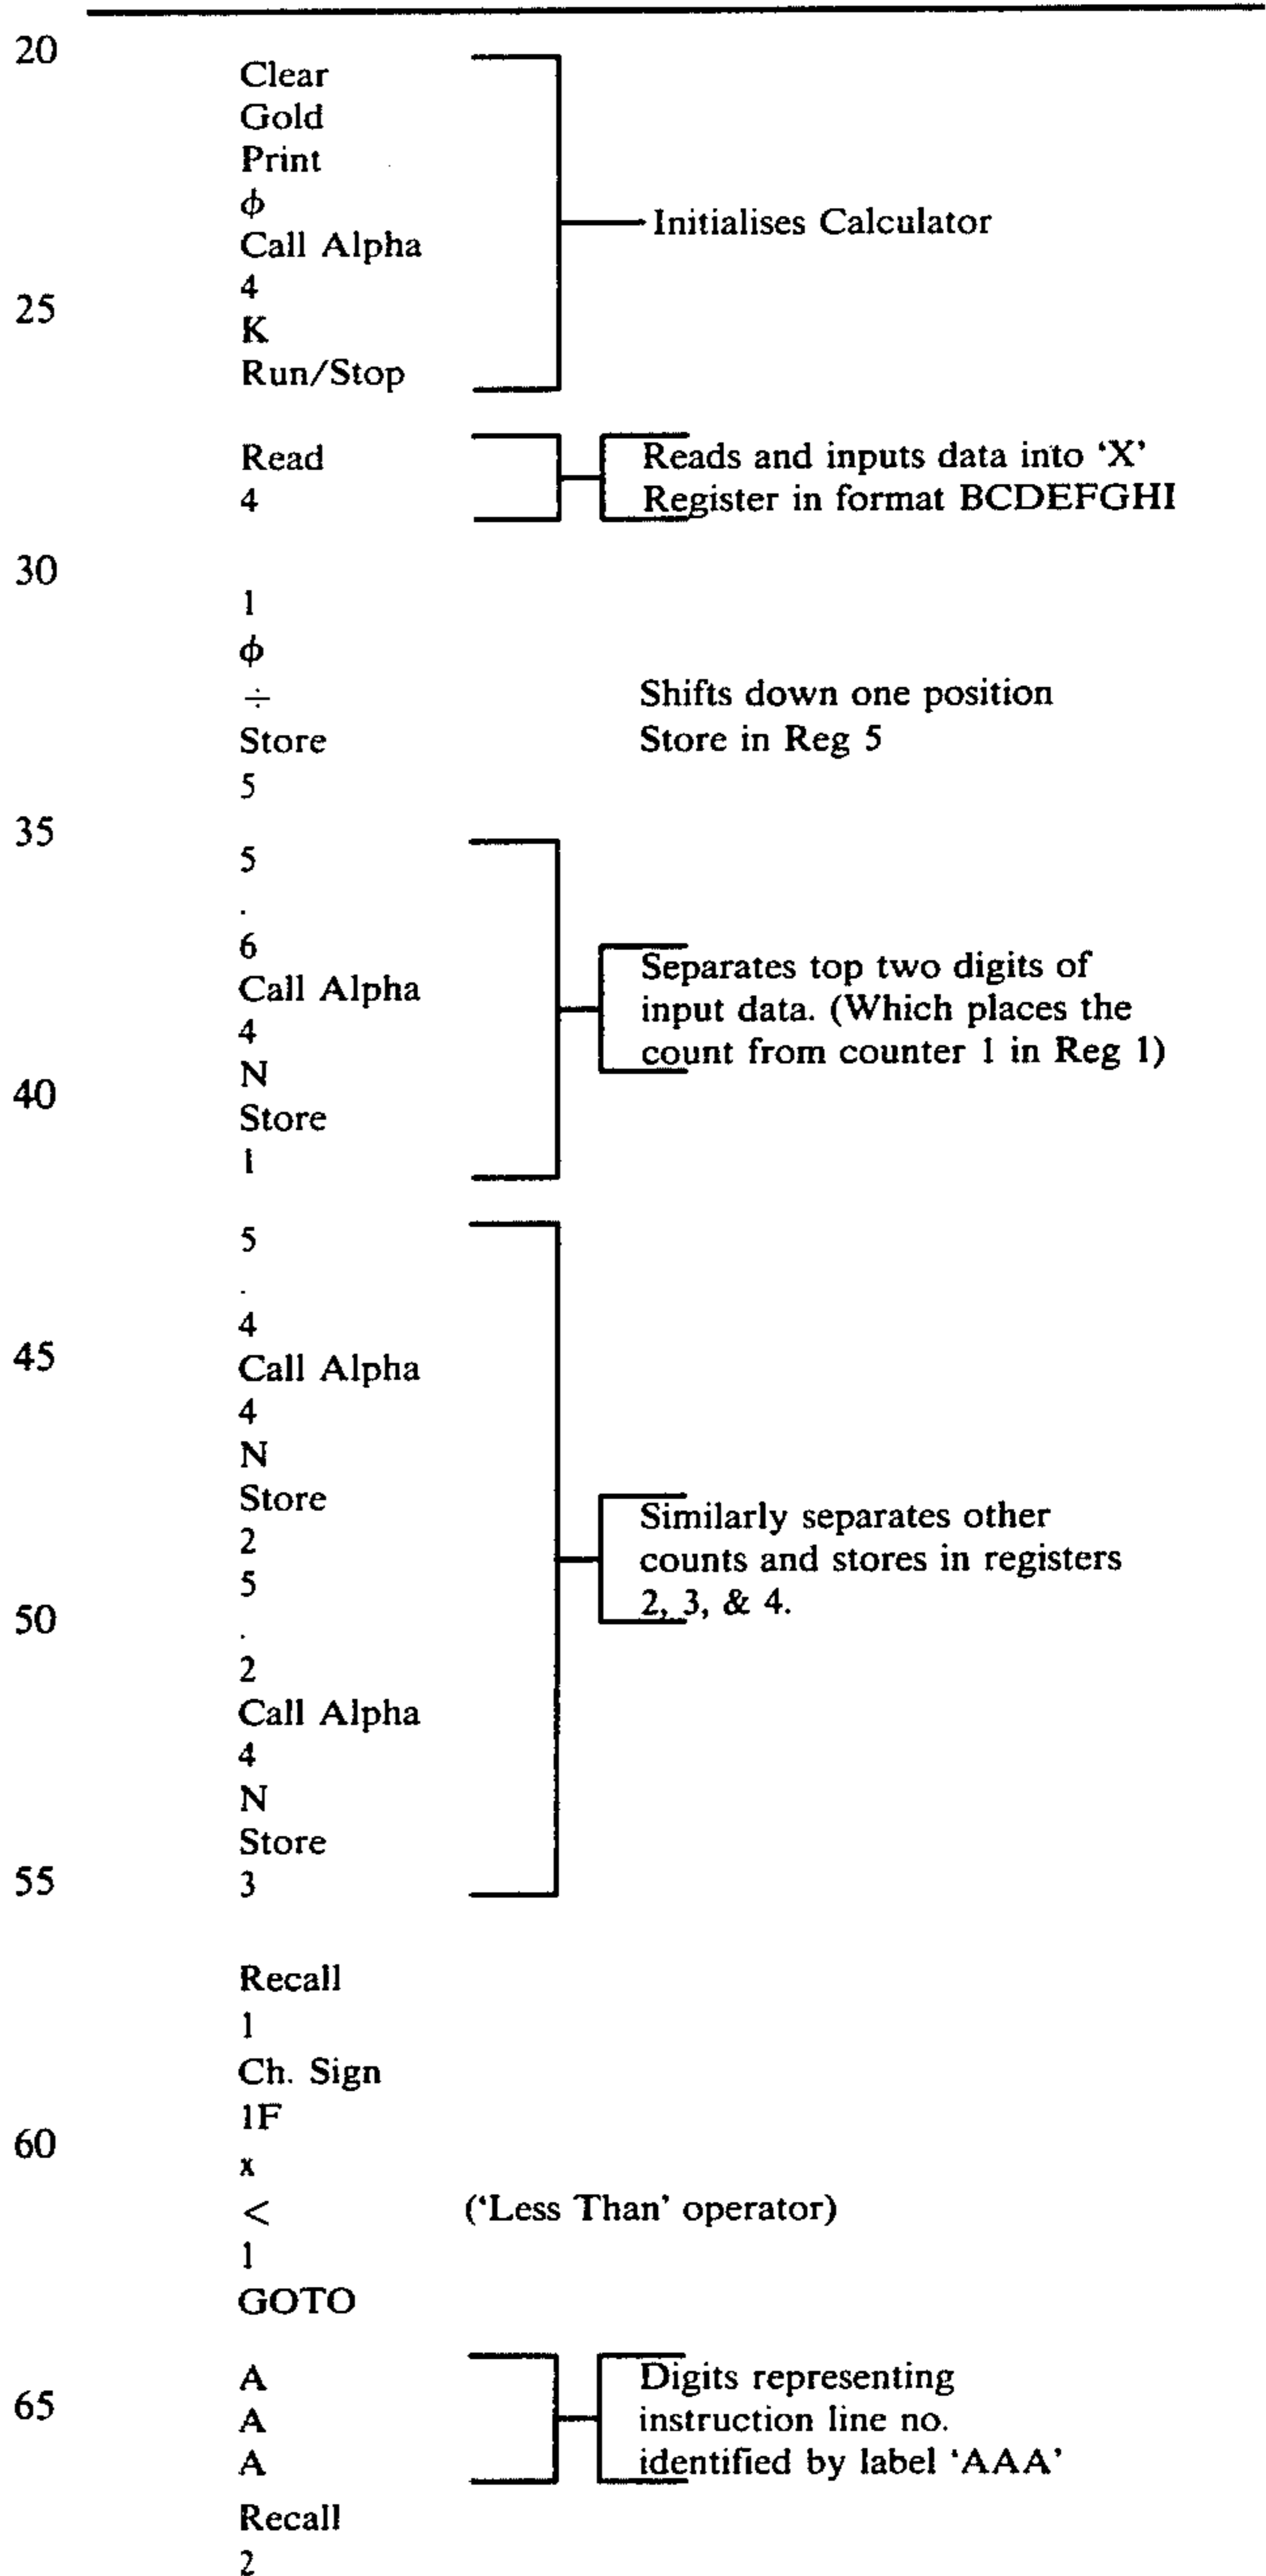 20
Clear
Gold
Print
ϕ
Call Alpha
Initialises Calculator
4
25
K
Run/Stop
Read
Reads and inputs data into ‘X’
4
Register in format BCDEFGHI
30
1
ϕ
÷
Shifts down one position
Store
Store in Reg 5
5
35
5
.
6
Separates top two digits of
Call Alpha
input data. (Which places the
4
count from counter 1 in Reg 1)
N
40
Store
1
5
.
4
45
Call Alpha
4
N
Store
Similarly separates other
2
counts and stores in registers
5
2, 3, & 4.
50
.
2
Call Alpha
4
N
Store
55
3
Recall
1
Ch. Sign
1F
60
x
< (‘Less Than’ operator)
1
GOTO
A
Digits representing
65
A
instruction line no.
A
identified by label ‘AAA’
Recall
2